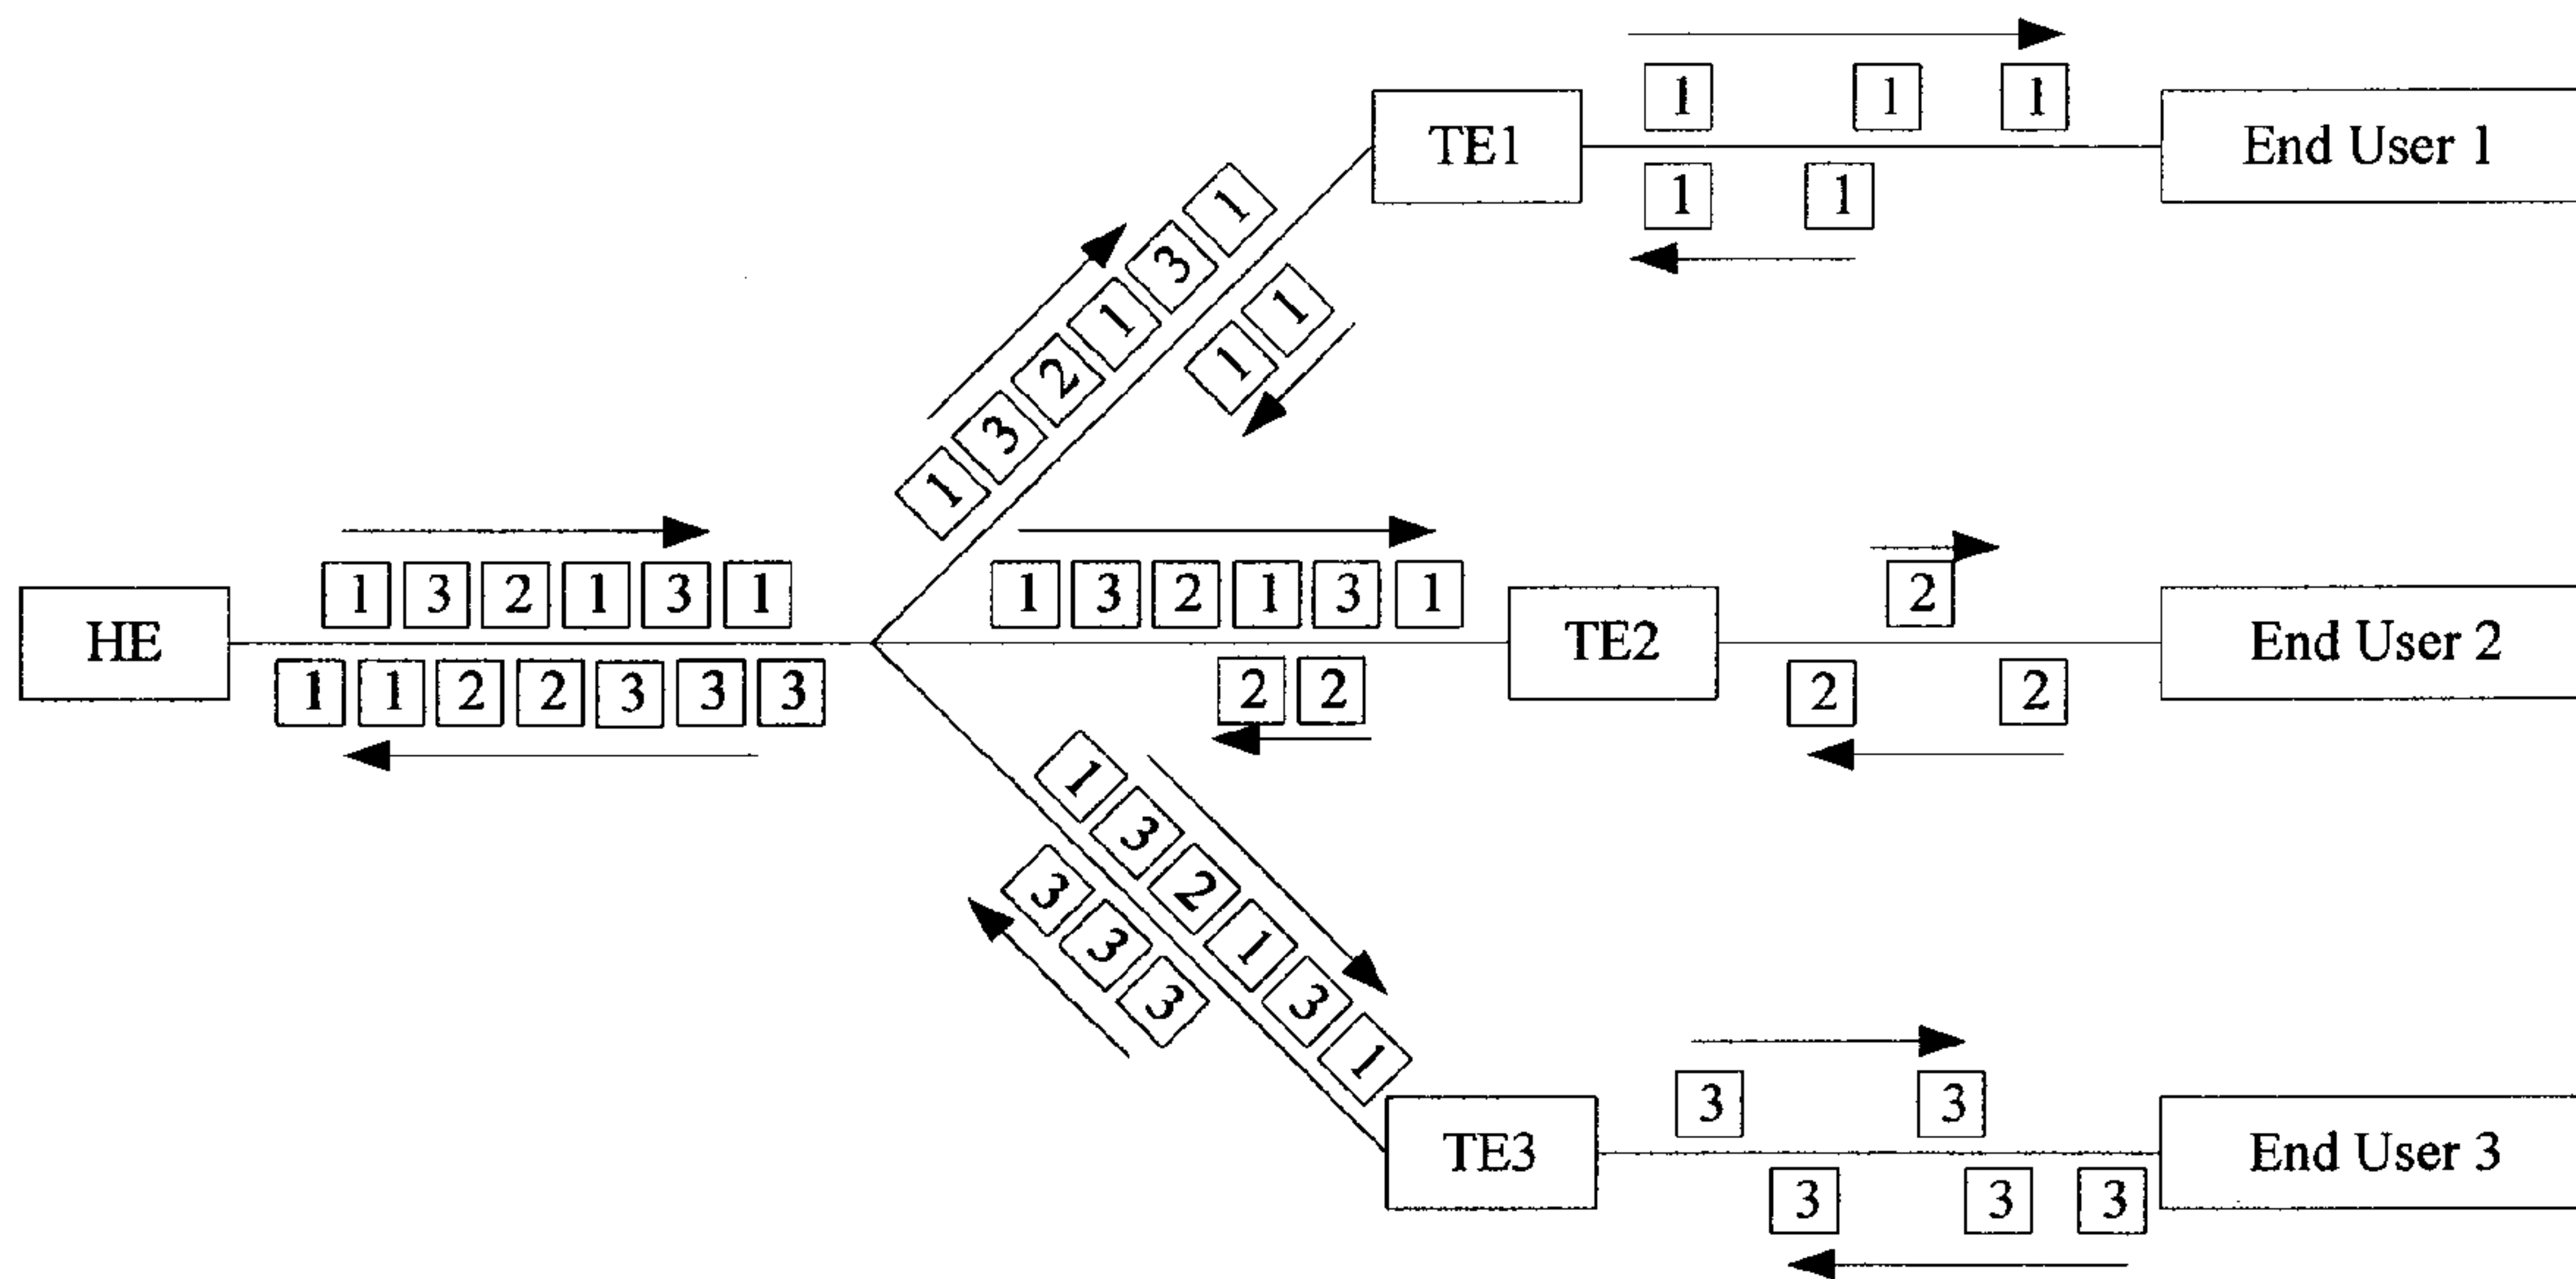 1 1 1
TE1
End User 1
1 1
1 3 2 1 3 1
1 1
1 3 2 1 3 1
HE
1 1 2 2 3 3 3
1 3 2 1 3 1
TE2
2 2
2
End User 2
2 2
1 3 2 1 3 1
3 3 3
3 3
TE3
End User 3
3 3 3